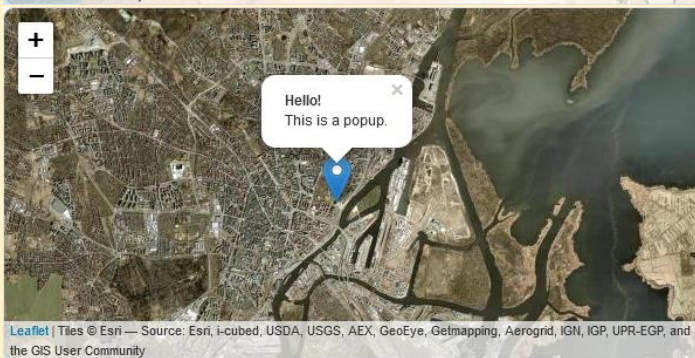 +
−
×
Hello!
This is a popup.
Leaflet | Tiles © Esri — Source: Esri, i-cubed, USDA, USGS, AEX, GeoEye, Getmapping, Aerogrid, IGN, IGP, UPR-EGP, and
the GIS User Community